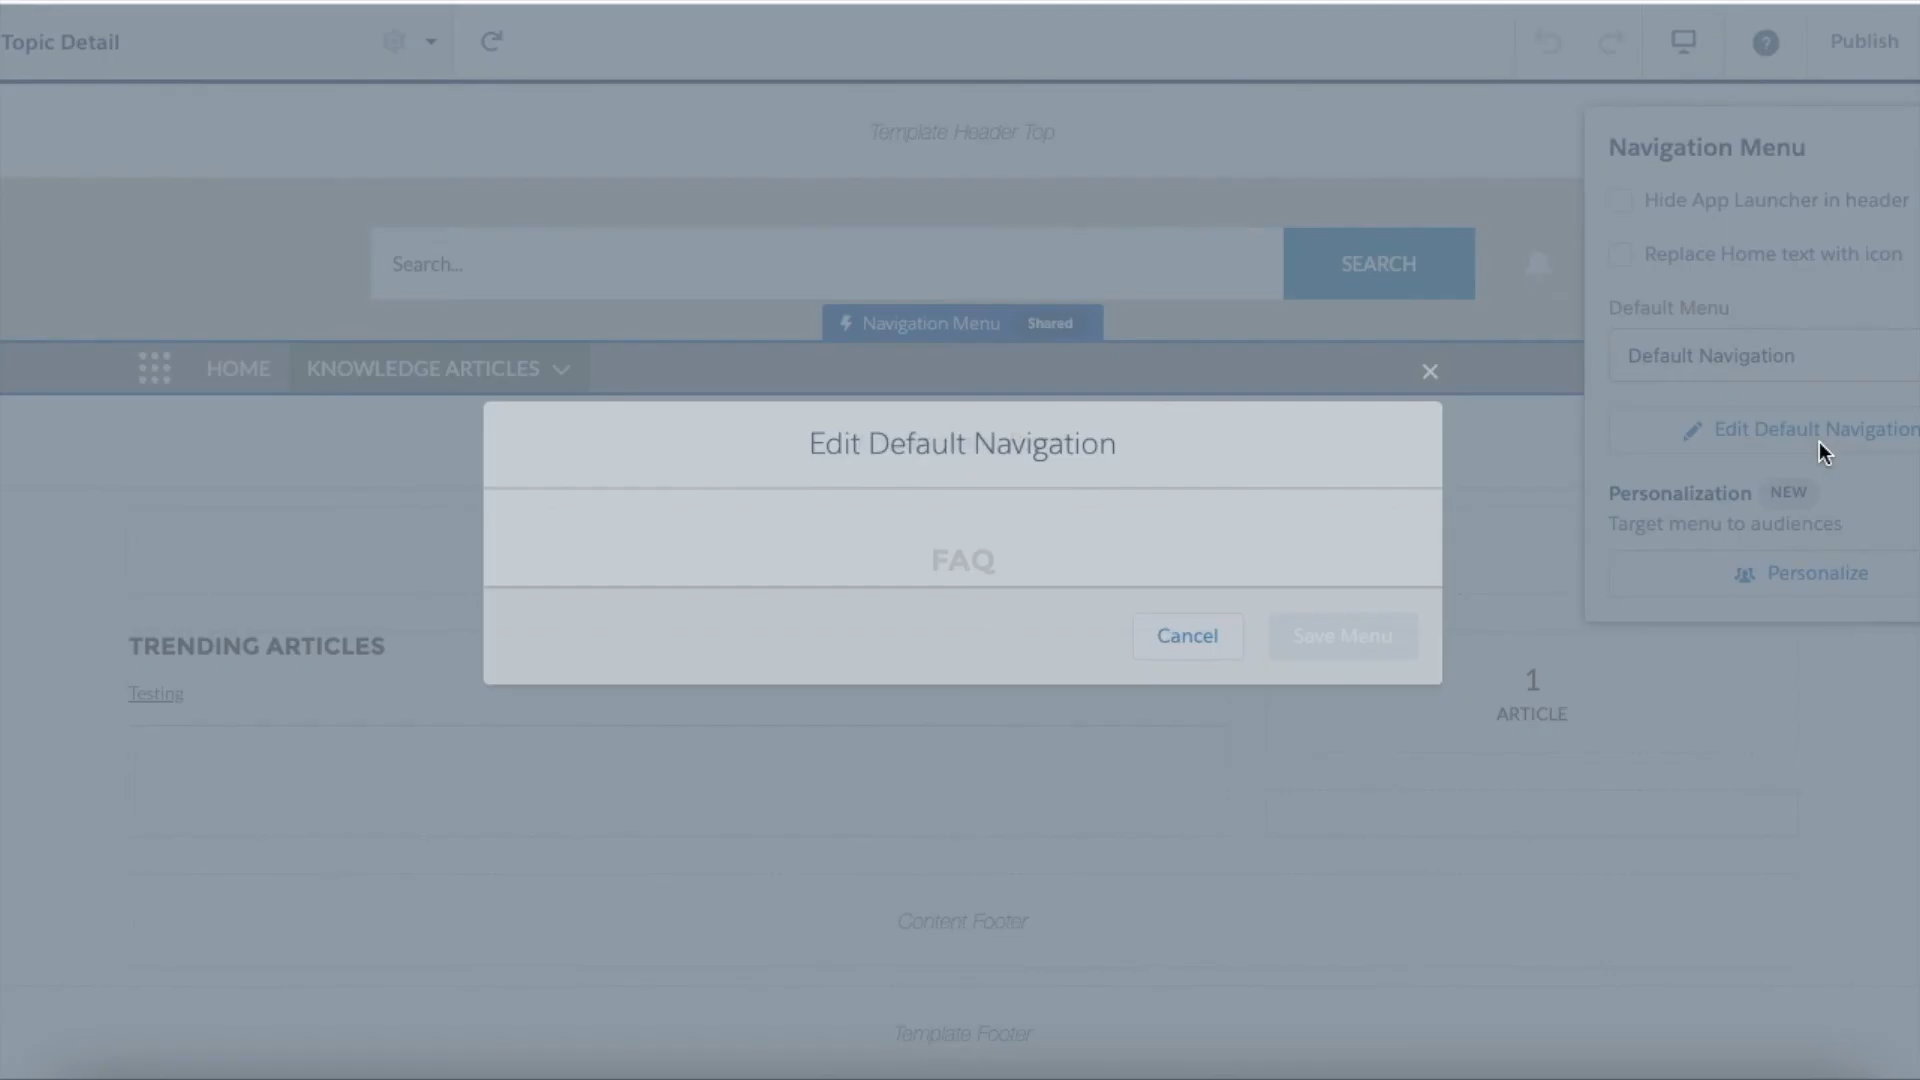 Topic Detail
?
Publish
Template Header Top
Navigation Menu
Hide App Launcher in header
Replace Home text with icon
Search...
SEARCH
Default Menu
Navigation Menu Shared
Default Navigation
HOME KNOWLEDGE ARTICLES
Edit Default Navigation
Edit Default Navigation
Personalization NEW
Target menu to audiences
FAQ
Personalize
Cancel Save Menu
TRENDING ARTICLES
Testing
1
ARTICLE
Content Footer
Template Footer